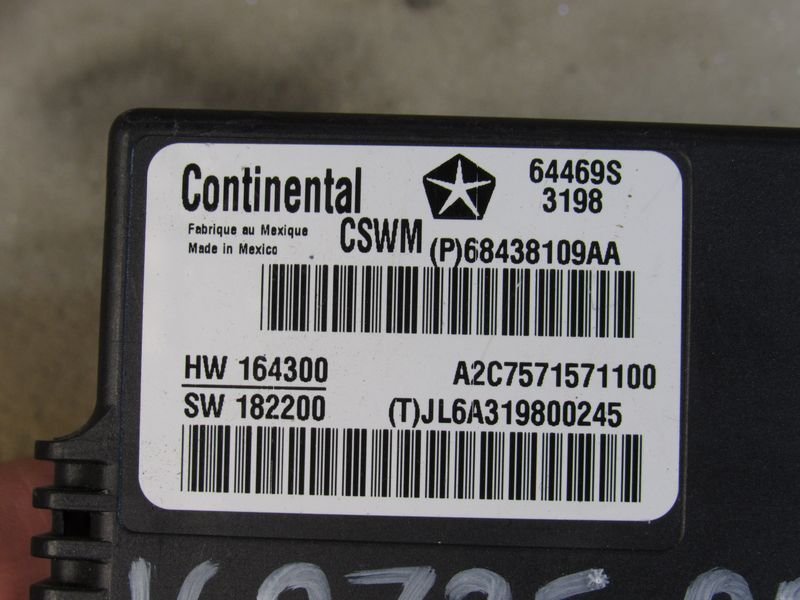 Continental
64469S
3198
Fabrique au Mexique
Made in Mexico
CSWM
(P)68438109AA
HW 164300
A2C7571571100
SW 182200
(T)JL6A319800245